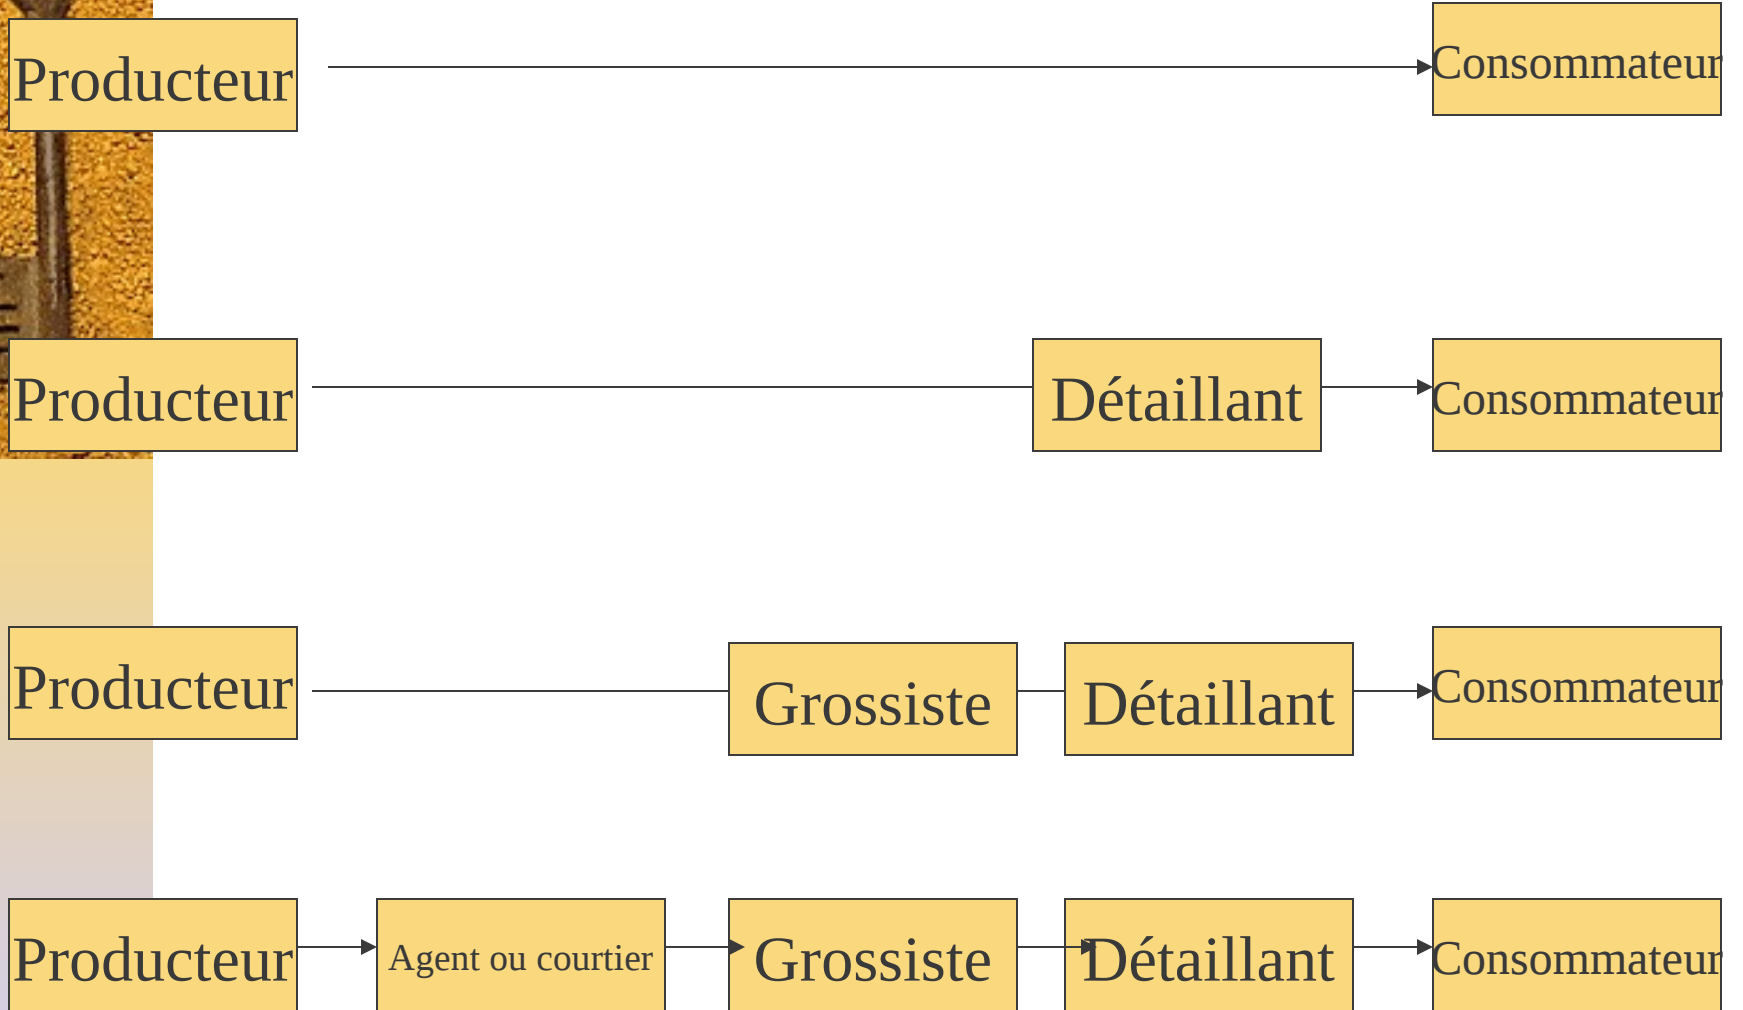 Producteur
Consommateur
Producteur
Détaillant
Consommateur
Producteur
Grossiste
Détaillant
Consommateur
Producteur
Agent ou courtier
Grossiste
Détaillant
Consommateur